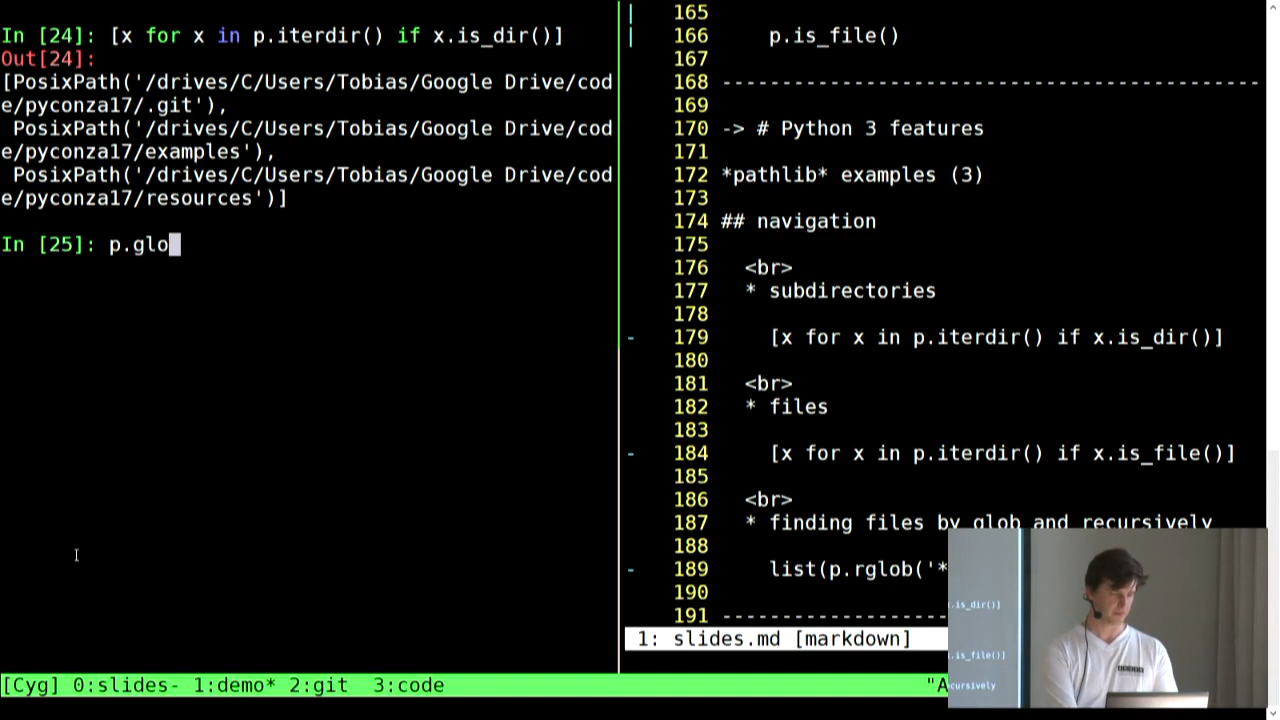 In [24]: [x for x in p.iterdir() if x.is_dir()]
Out[24]:
[PosixPath('/drives/C/Users/Tobias/Google Drive/cod
e/pyconza17/.git'),
 PosixPath('/drives/C/Users/Tobias/Google Drive/cod
e/pyconza17/examples'),
 PosixPath('/drives/C/Users/Tobias/Google Drive/cod
e/pyconza17/resources')]
In [25]: p.glo
165
166 p.is_file()
167
168 ----------------------------------------------
169
170 -> # Python 3 features
171
172 *pathlib* examples (3)
173
174 ## navigation
175
176 <br>
177 * subdirectories
178
179 [x for x in p.iterdir() if x.is_dir()]
180
181 <br>
182 * files
183
184 [x for x in p.iterdir() if x.is_file()]
185
186 <br>
187 * finding files by glob and recursively
188
189 list(p.rglob('*
190
191 -------------------
1: slides.md [markdown]
[Cyg] 0:slides- 1:demo* 2:git 3:code "A
.is_dir()]
.is_file()]
cursively